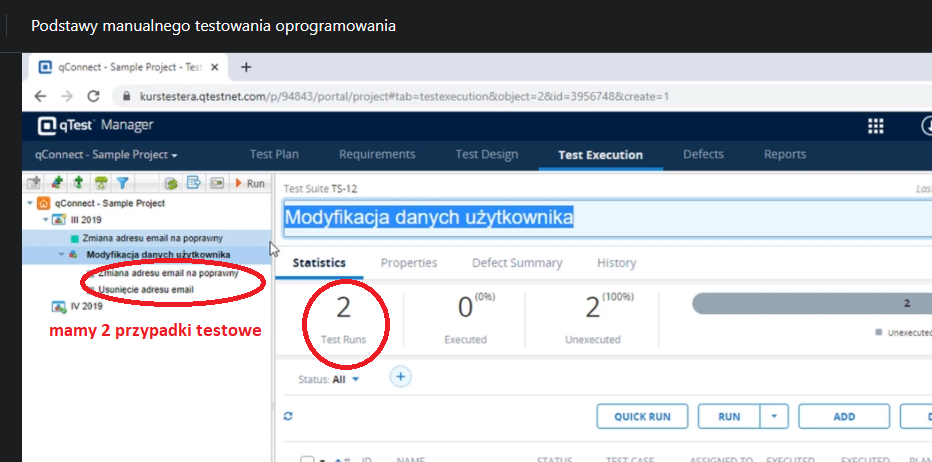 Podstawy manualnego testowania oprogramowania
qConnect - Sample Project - Test
kurstestera.qtestnet.com/p/94843/portal/project#tab=testexecution&object=2&id=3956748&create=1
qTest Manager
qConnect - Sample Project
Test Plan
Requirements
Test Design
Test Execution
Defects
Reports
Run
qConnect - Sample Project
III 2019
Zmiana adresu email na poprawny
Modyfikacja danych użytkownika
Zmiana adresu email na poprawny
Usunięcie adresu email
IV 2019
mamy 2 przypadki testowe
Test Suite TS-12
Modyfikacja danych użytkownika
Statistics
Properties
Defect Summary
History
2
Test Runs
0 (0%)
Executed
2 (100%)
Unexecuted
2
Unexecuted
Status: All
QUICK RUN
RUN
ADD
# ID
NAME
STATUS
TEST CASE
ASSIGNED TO
EXECUTED
EXECUTED